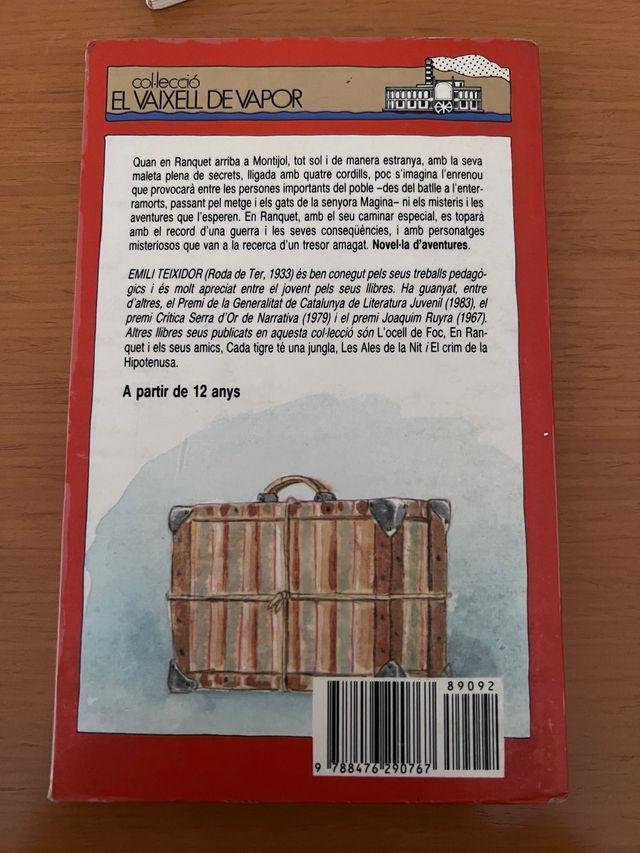 col·lecció
EL VAIXELL DE VAPOR
Quan en Ranquet arriba a Montijol, tot sol i de manera estranya, amb la seva
maleta plena de secrets, lligada amb quatre cordills, poc s'imagina l'enrenou
que provocarà entre les persones importants del poble –des del batlle a l'enter-
ramorts, passant pel metge i els gats de la senyora Magina– ni els misteris i les
aventures que l'esperen. En Ranquet, amb el seu caminar especial, es toparà
amb el record d'una guerra i les seves conseqüències, i amb personatges
misteriosos que van a la recerca d'un tresor amagat. Novel·la d'aventures.
EMILI TEIXIDOR (Roda de Ter, 1933) és ben conegut pels seus treballs pedagò-
gics i és molt apreciat entre el jovent pels seus llibres. Ha guanyat, entre
d'altres, el Premi de la Generalitat de Catalunya de Literatura Juvenil (1983), el
premi Crítica Serra d'Or de Narrativa (1979) i el premi Joaquim Ruyra (1967).
Altres llibres seus publicats en aquesta col·lecció són L'ocell de Foc, En Ran-
quet i els seus amics, Cada tigre té una jungla, Les Ales de la Nit i El crim de la
Hipotenusa.
A partir de 12 anys
89092
9 788476 290767